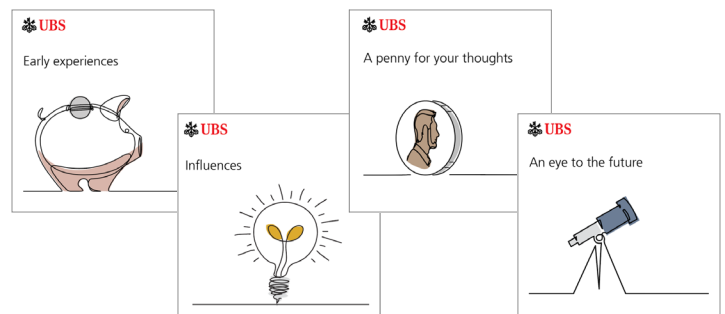 UBS
Early experiences
UBS
Influences
UBS
A penny for your thoughts
UBS
An eye to the future